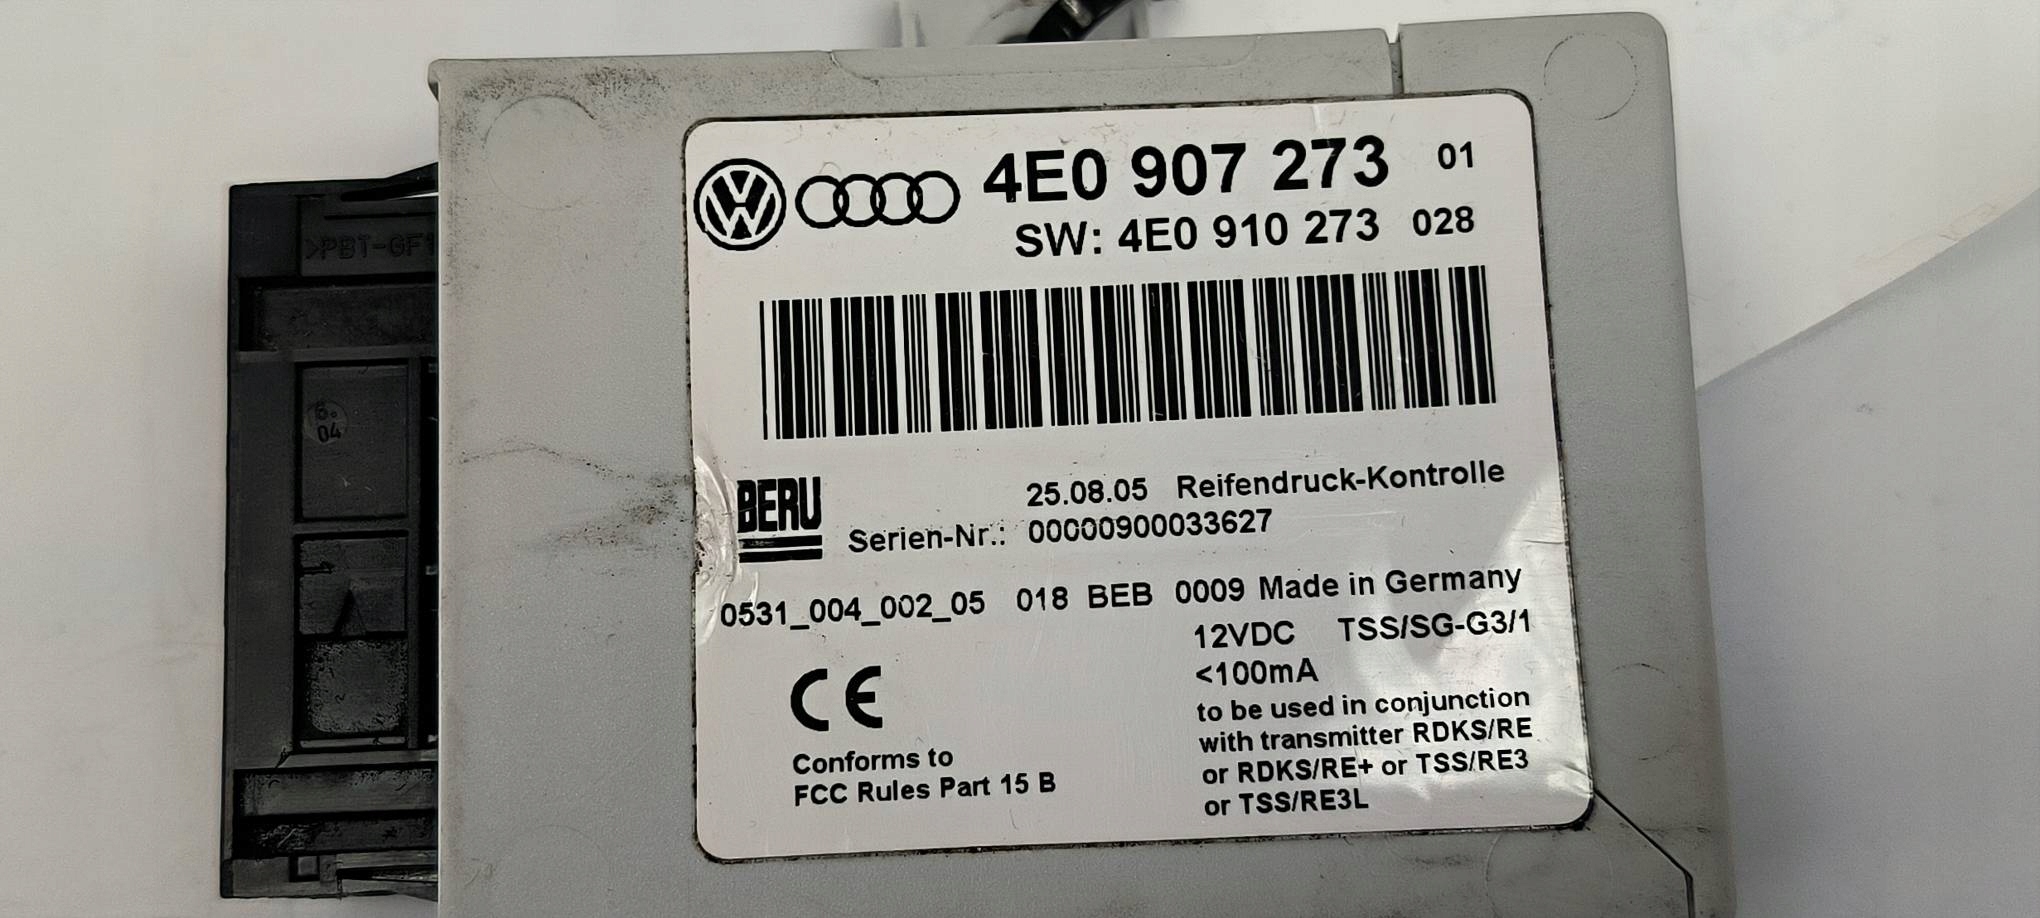 4E0 907 273 01
SW: 4E0 910 273 028
BERU
25.08.05 Reifendruck-Kontrolle
Serien-Nr.: 00000900033627
0531_004_002_05 018 BEB 0009 Made in Germany
12VDC TSS/SG-G3/1
<100mA
CE
Conforms to
FCC Rules Part 15 B
to be used in conjunction
with transmitter RDKS/RE
or RDKS/RE+ or TSS/RE3
or TSS/RE3L
04